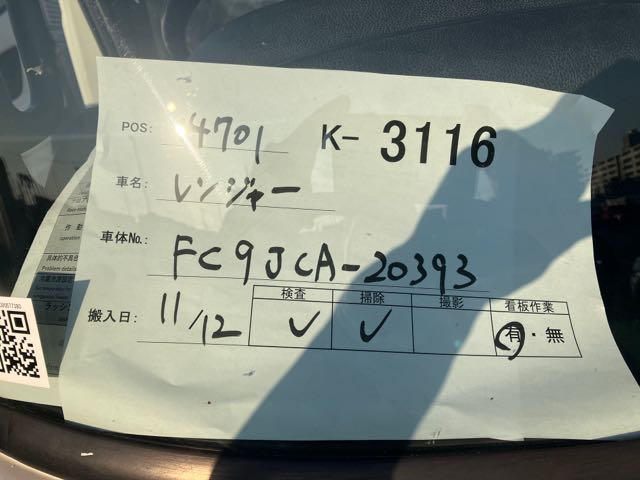 POS: 4701 K- 3116
車名: レンジャー
車体No.: FC9JCA-20393
搬入日: 11/12
検査 掃除 撮影 看板作業
✓ ✓ 有・無